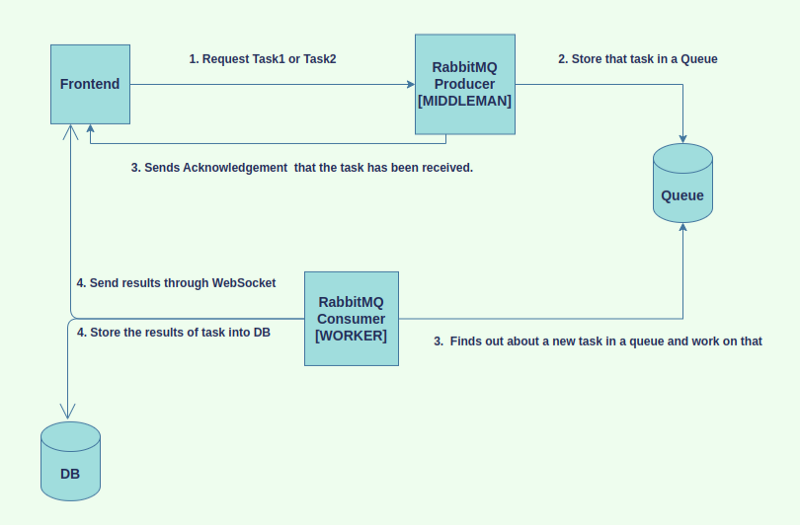 1. Request Task1 or Task2
2. Store that task in a Queue
Frontend
RabbitMQ
Producer
[MIDDLEMAN]
3. Sends Acknowledgement  that the task has been received.
Queue
4. Send results through WebSocket
4. Store the results of task into DB
RabbitMQ
Consumer
[WORKER]
3.  Finds out about a new task in a queue and work on that
DB